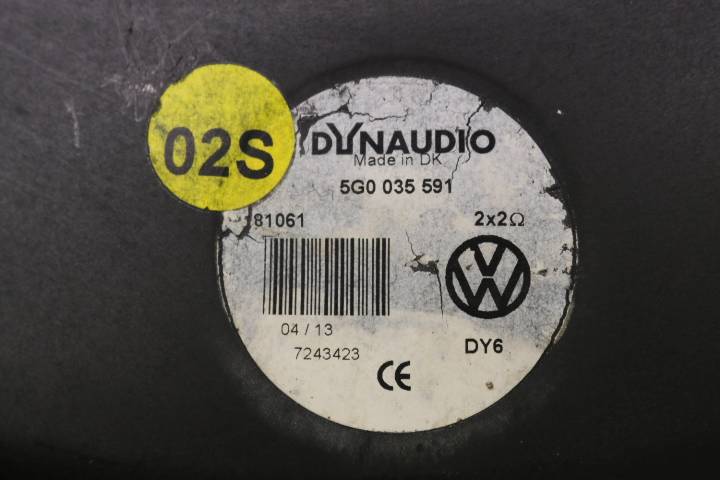 02S
DYNAUDIO
Made in DK.
5G0 035 591
81061
2x2Ω
04 / 13
7243423
DY6
CE